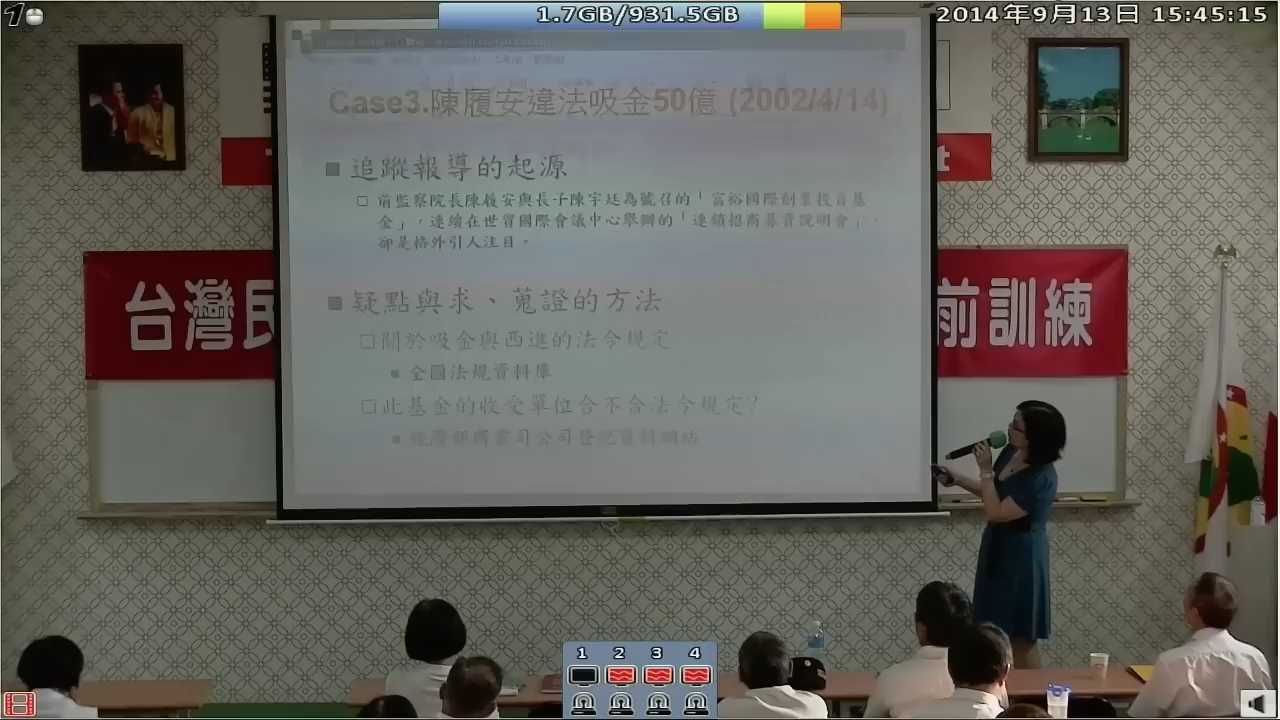 1
1.7GB/931.5GB
2014年9月13日 15:45:15
Case3.陳履安違法吸金50億 (2002/4/14)
追蹤報導的起源
前監察院長陳履安與長子陳宇廷為號召的「富裕國際創業投資基
金」，連續在世貿國際會議中心舉辦的「連鎖招商募資說明會」，
卻是格外引人注目。
疑點與求、蒐證的方法
關於吸金與西進的法令規定
全國法規資料庫
此基金的收受單位合不合法令規定?
經濟部商業司公司登記資料網站
t
台灣民
前訓練
1 2 3 4